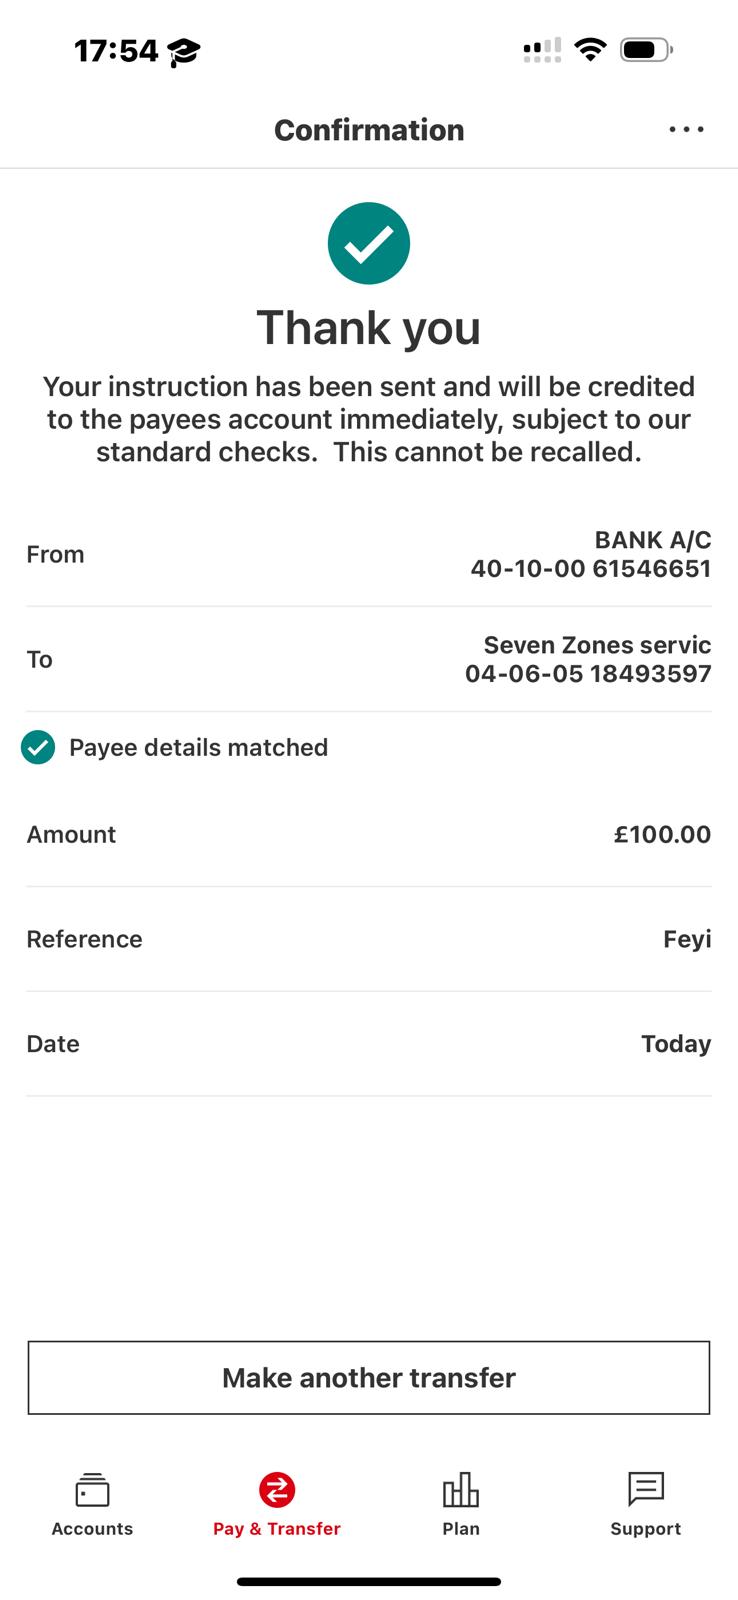 17:54
Confirmation
Thank you
Your instruction has been sent and will be credited
to the payees account immediately, subject to our
standard checks.  This cannot be recalled.
From
BANK A/C
40-10-00 61546651
To
Seven Zones servic
04-06-05 18493597
Payee details matched
Amount
£100.00
Reference
Feyi
Date
Today
Make another transfer
Accounts
Pay & Transfer
Plan
Support